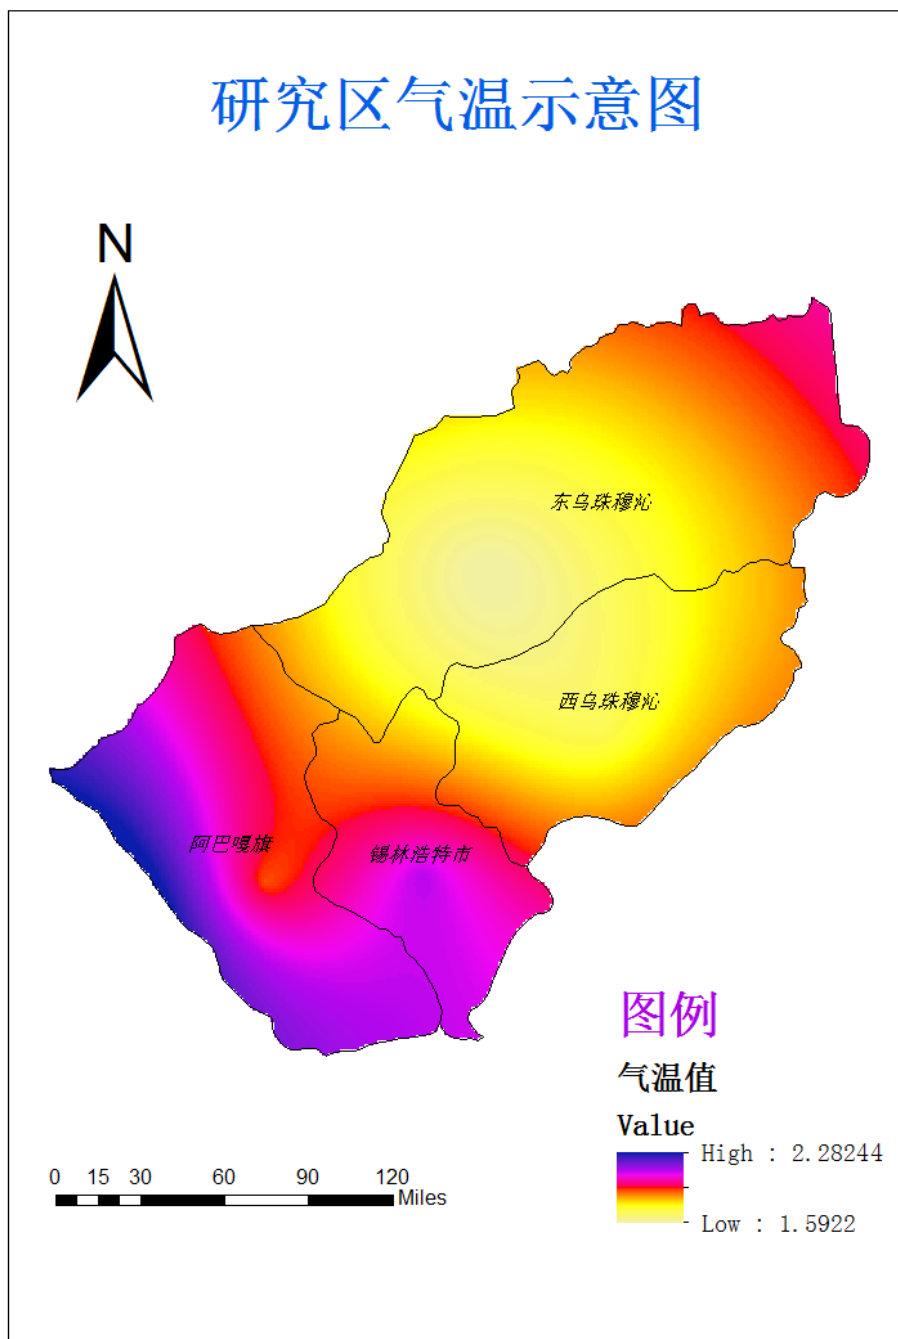 研究区气温示意图
N
东乌珠穆沁
西乌珠穆沁
阿巴嘎旗
锡林浩特市
图例
气温值
Value
High : 2.28244
Low : 1.5922
0 15 30 60 90 120
Miles